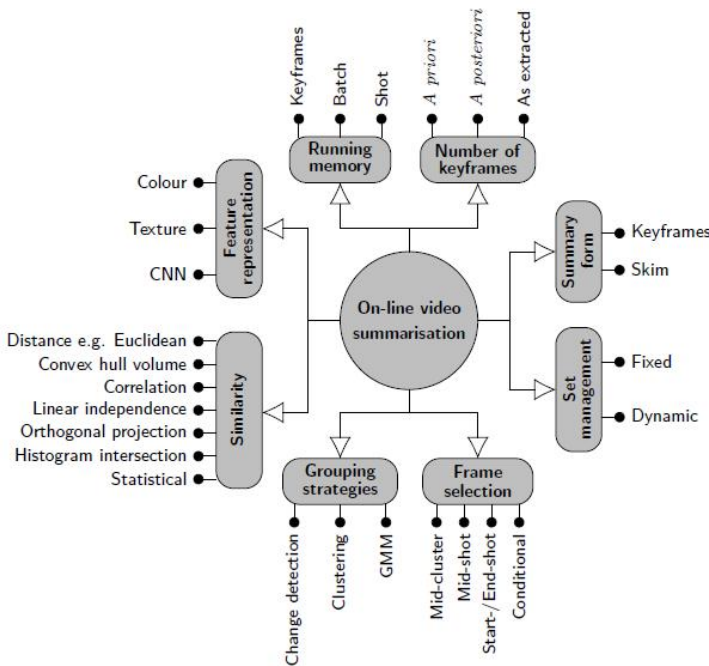 Keyframes
Batch
Shot
A priori
A posteriori
As extracted
Running
memory
Number of
keyframes
Colour
Texture
CNN
Feature
representation
Summary
form
Keyframes
Skim
On-line video
summarisation
Distance e.g. Euclidean
Convex hull volume
Correlation
Linear independence
Orthogonal projection
Histogram intersection
Statistical
Similarity
Set
management
Fixed
Dynamic
Grouping
strategies
Frame
selection
Change detection
Clustering
GMM
Mid-cluster
Mid-shot
Start-/End-shot
Conditional